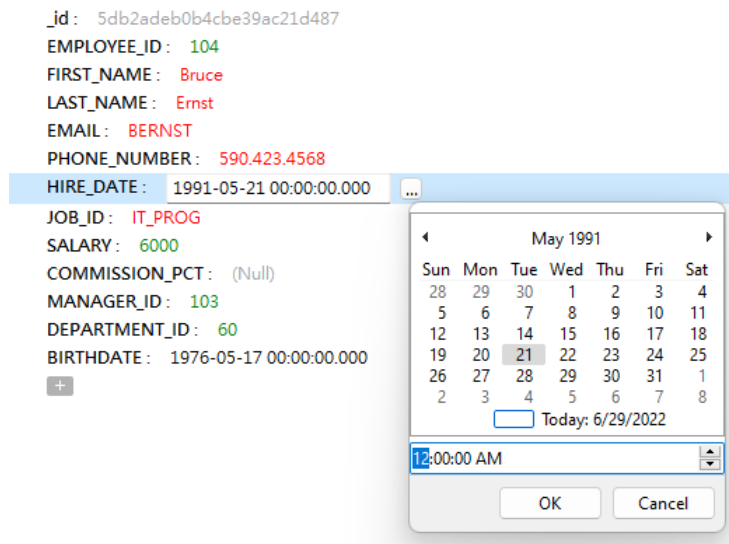 _id : 5db2adeb0b4cbe39ac21d487
EMPLOYEE_ID : 104
FIRST_NAME : Bruce
LAST_NAME : Ernst
EMAIL : BERNST
PHONE_NUMBER : 590.423.4568
HIRE_DATE : 1991-05-21 00:00:00.000 ...
JOB_ID : IT_PROG
SALARY : 6000
COMMISSION_PCT : (Null)
MANAGER_ID : 103
DEPARTMENT_ID : 60
BIRTHDATE : 1976-05-17 00:00:00.000
+
May 1991
Sun Mon Tue Wed Thu Fri Sat
28 29 30 1 2 3 4
5 6 7 8 9 10 11
12 13 14 15 16 17 18
19 20 21 22 23 24 25
26 27 28 29 30 31 1
2 3 4 5 6 7 8
Today: 6/29/2022
12:00:00 AM
OK Cancel